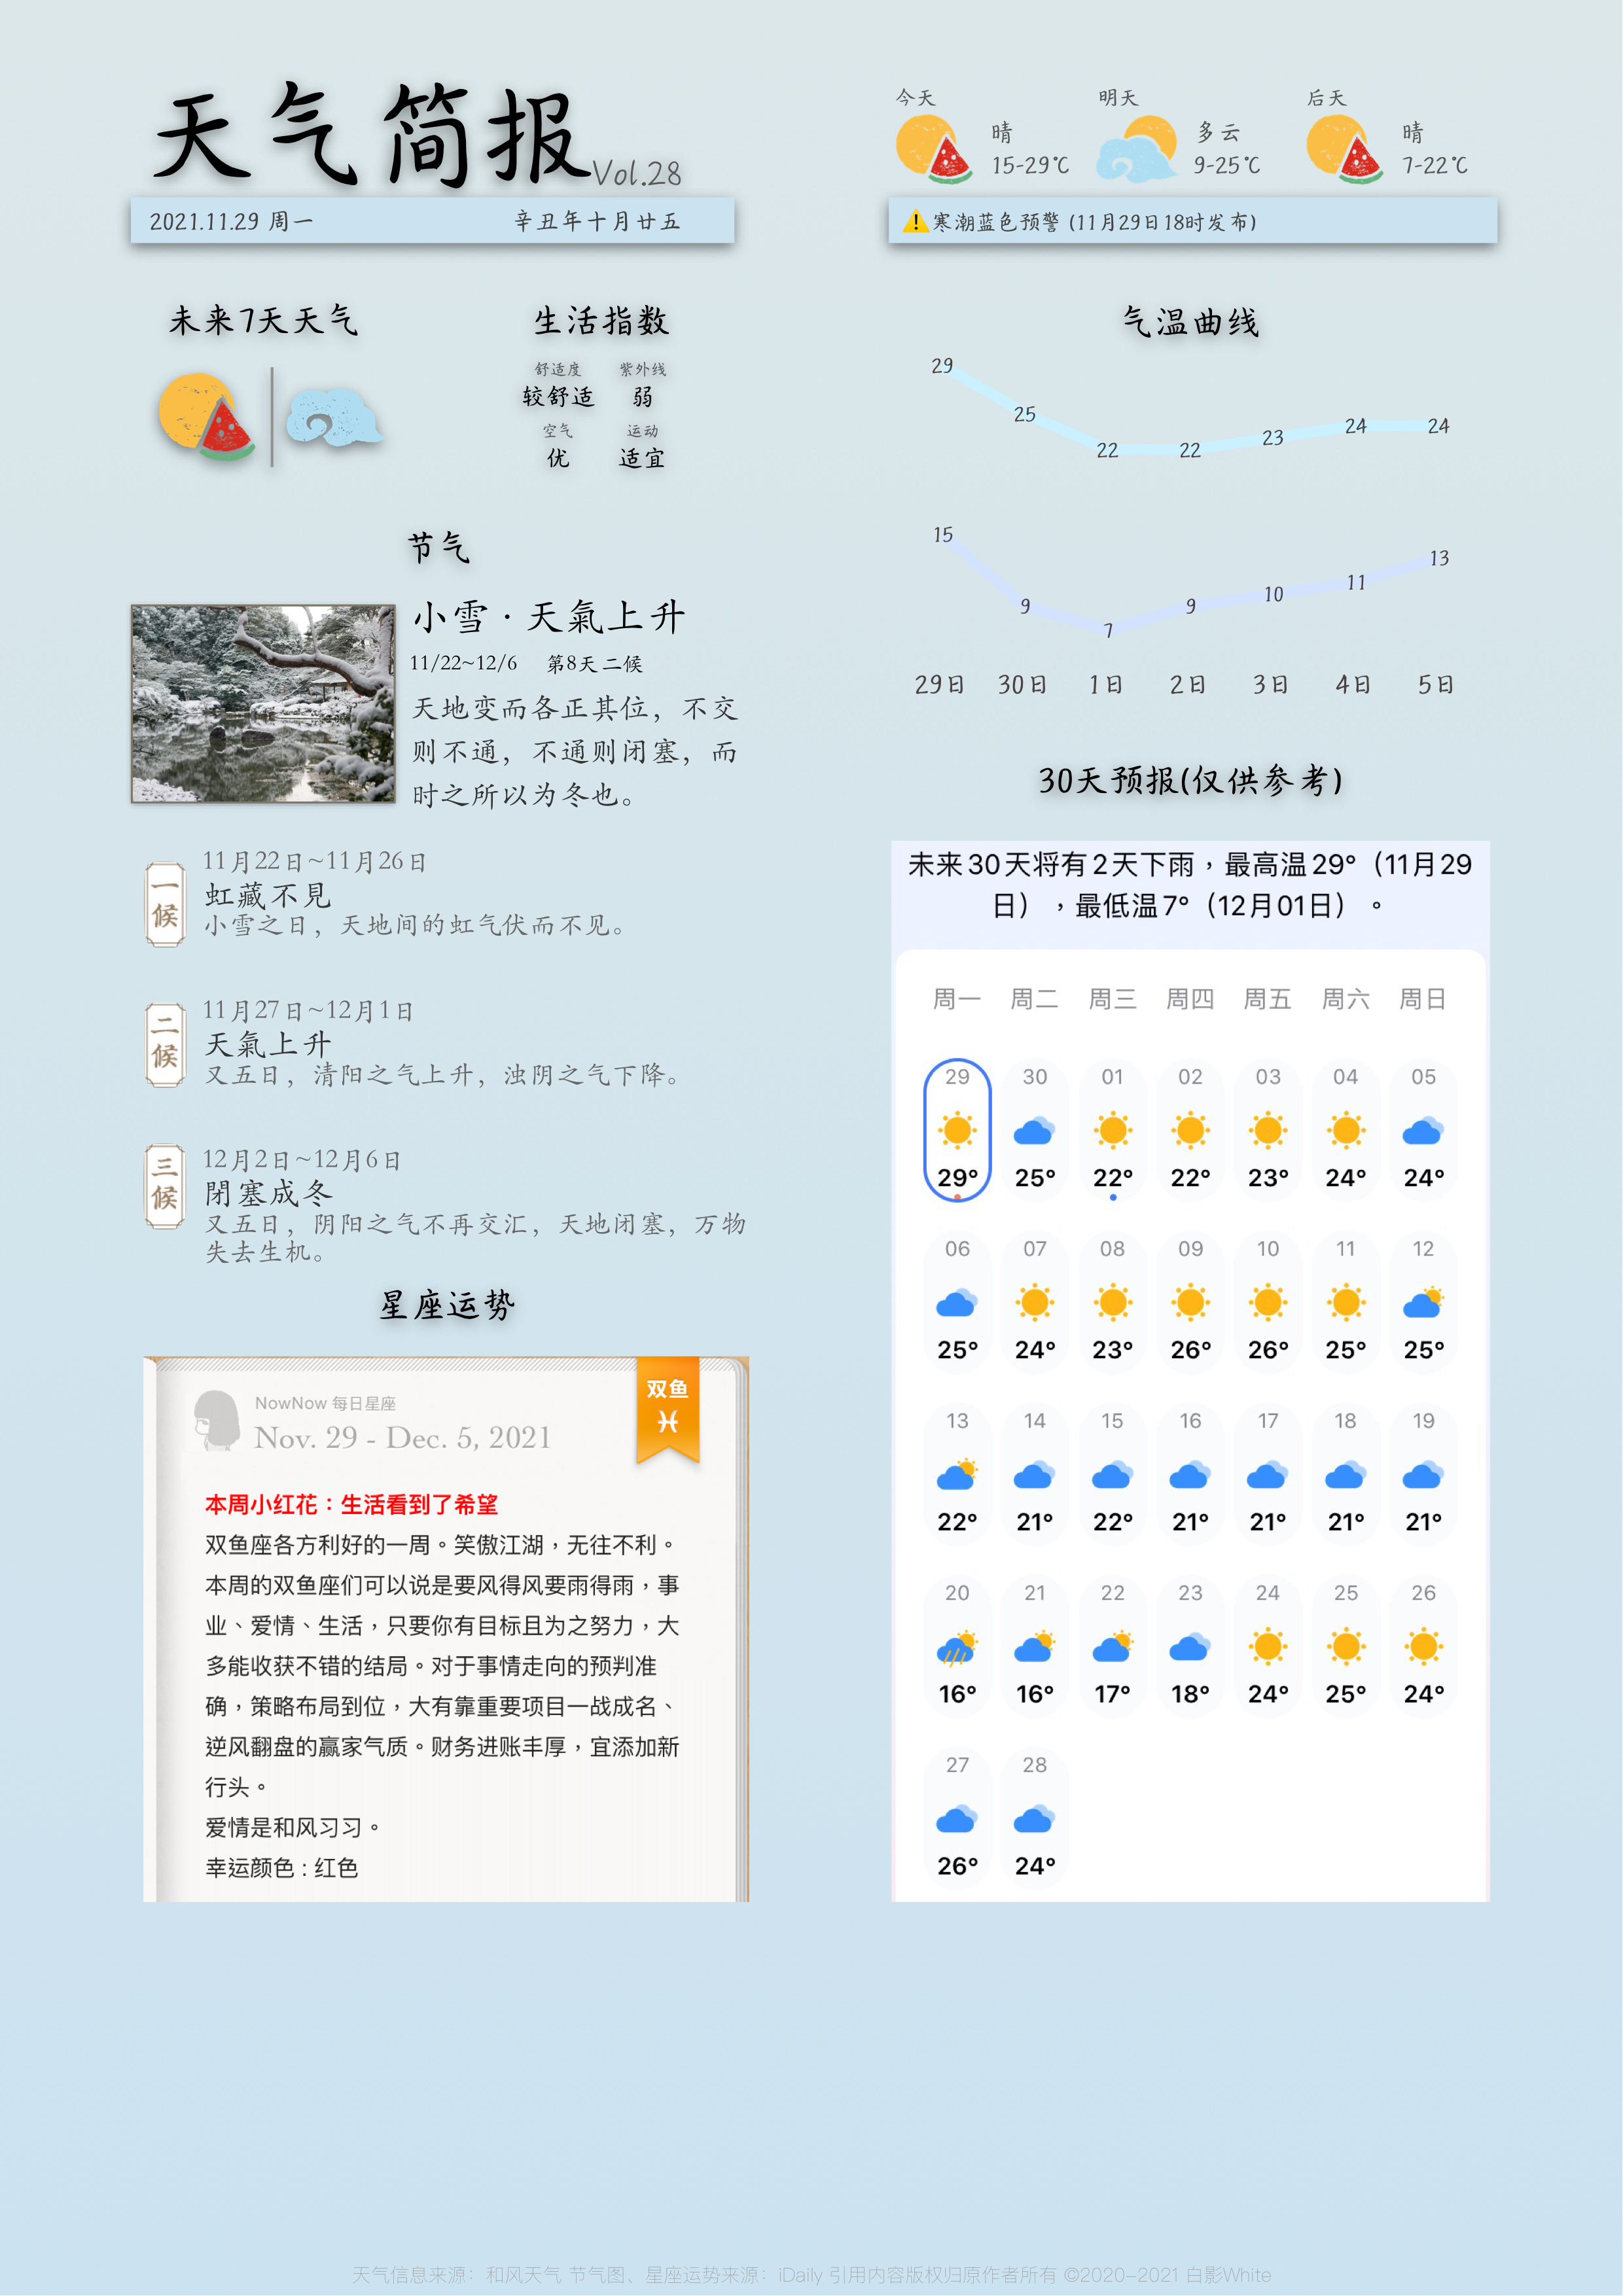 天气简报Vol.28
2021.11.29 周一 辛丑年十月廿五
今天 明天 后天
晴 多云 晴
15-29℃ 9-25℃ 7-22℃
⚠️寒潮蓝色预警 (11月29日18时发布)
未来7天天气
生活指数
舒适度 紫外线
较舒适 弱
空气 运动
优 适宜
节气
小雪·天氣上升
11/22~12/6 第8天 二候
天地变而各正其位，不交
则不通，不通则闭塞，而
时之所以为冬也。
一候
11月22日~11月26日
虹藏不見
小雪之日，天地间的虹气伏而不见。
二候
11月27日~12月1日
天氣上升
又五日，清阳之气上升，浊阴之气下降。
三候
12月2日~12月6日
閉塞成冬
又五日，阴阳之气不再交汇，天地闭塞，万物
失去生机。
星座运势
NowNow 每日星座
Nov. 29 - Dec. 5, 2021
双鱼
♓
本周小红花：生活看到了希望
双鱼座各方利好的一周。笑傲江湖，无往不利。
本周的双鱼座们可以说是要风得风要雨得雨，事
业、爱情、生活，只要你有目标且为之努力，大
多能收获不错的结局。对于事情走向的预判准
确，策略布局到位，大有靠重要项目一战成名、
逆风翻盘的赢家气质。财务进账丰厚，宜添加新
行头。
爱情是和风习习。
幸运颜色 : 红色
气温曲线
29 25 22 22 23 24 24
15 9 7 9 10 11 13
29日 30日 1日 2日 3日 4日 5日
30天预报(仅供参考)
未来30天将有2天下雨，最高温29°（11月29
日），最低温7°（12月01日）。
周一 周二 周三 周四 周五 周六 周日
29 30 01 02 03 04 05
29° 25° 22° 22° 23° 24° 24°
06 07 08 09 10 11 12
25° 24° 23° 26° 26° 25° 25°
13 14 15 16 17 18 19
22° 21° 22° 21° 21° 21° 21°
20 21 22 23 24 25 26
16° 16° 17° 18° 24° 25° 24°
27 28
26° 24°
天气信息来源：和风天气 节气图、星座运势来源：iDaily 引用内容版权归原作者所有 ©2020-2021 白影White